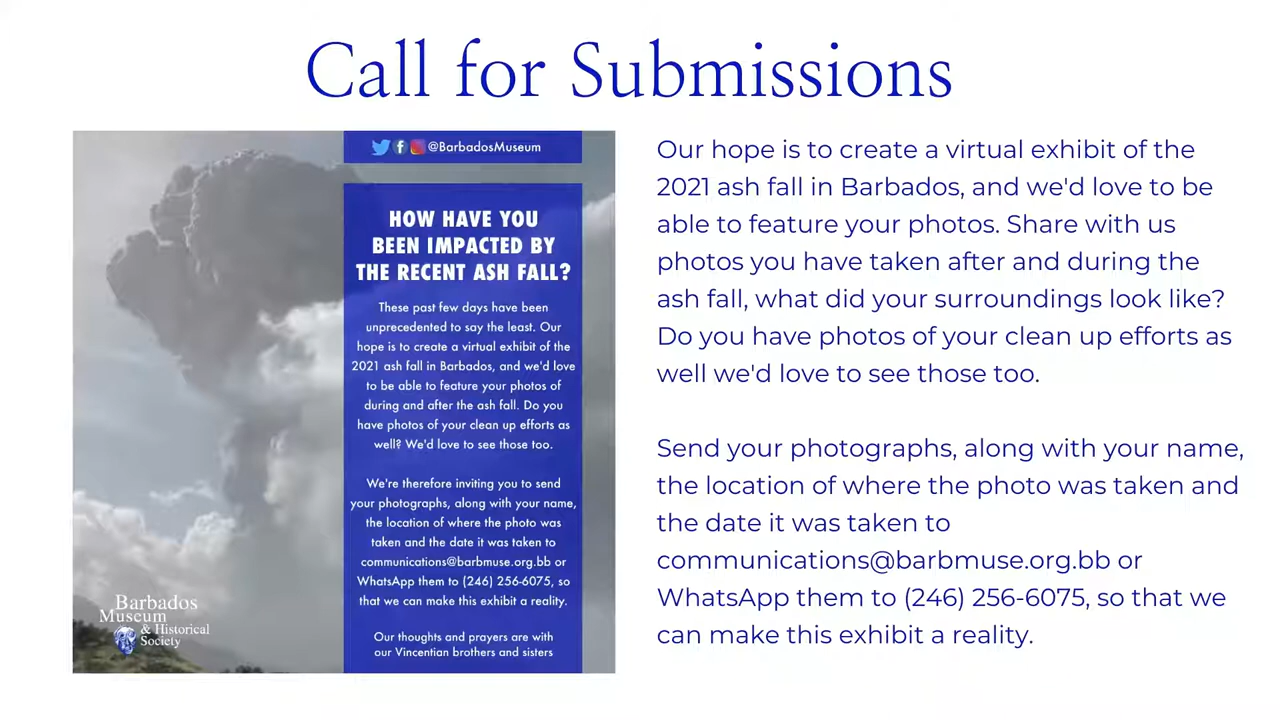 Call for Submissions
@BarbadosMuseum
HOW HAVE YOU
BEEN IMPACTED BY
THE RECENT ASH FALL?
These past few days have been
unprecedented to say the least. Our
hope is to create a virtual exhibit of the
2021 ash fall in Barbados, and we'd love
to be able to feature your photos of
during and after the ash fall. Do you
have photos of your clean up efforts as
well? We'd love to see those too.
We're therefore inviting you to send
your photographs, along with your name,
the location of where the photo was
taken and the date it was taken to
communications@barbmuse.org.bb or
WhatsApp them to (246) 256-6075, so
that we can make this exhibit a reality.
Our thoughts and prayers are with
our Vincentian brothers and sisters
Barbados
Museum
& Historical
Society
Our hope is to create a virtual exhibit of the
2021 ash fall in Barbados, and we'd love to be
able to feature your photos. Share with us
photos you have taken after and during the
ash fall, what did your surroundings look like?
Do you have photos of your clean up efforts as
well we'd love to see those too.
Send your photographs, along with your name,
the location of where the photo was taken and
the date it was taken to
communications@barbmuse.org.bb or
WhatsApp them to (246) 256-6075, so that we
can make this exhibit a reality.